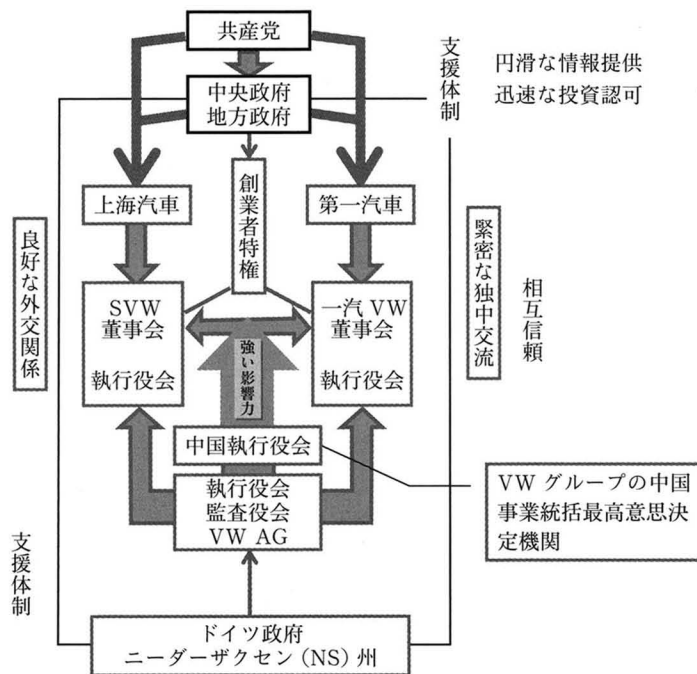 共産党
支援体制
円滑な情報提供
迅速な投資認可
中央政府
地方政府
創業者特権
上海汽車
第一汽車
良好な外交関係
緊密な独中交流
相互信頼
SVW
董事会
執行役会
一汽 VW
董事会
執行役会
強い影響力
中国執行役会
執行役会
監査役会
VW AG
VW グループの中国
事業統括最高意思決
定機関
支援体制
ドイツ政府
ニーダーザクセン（NS）州